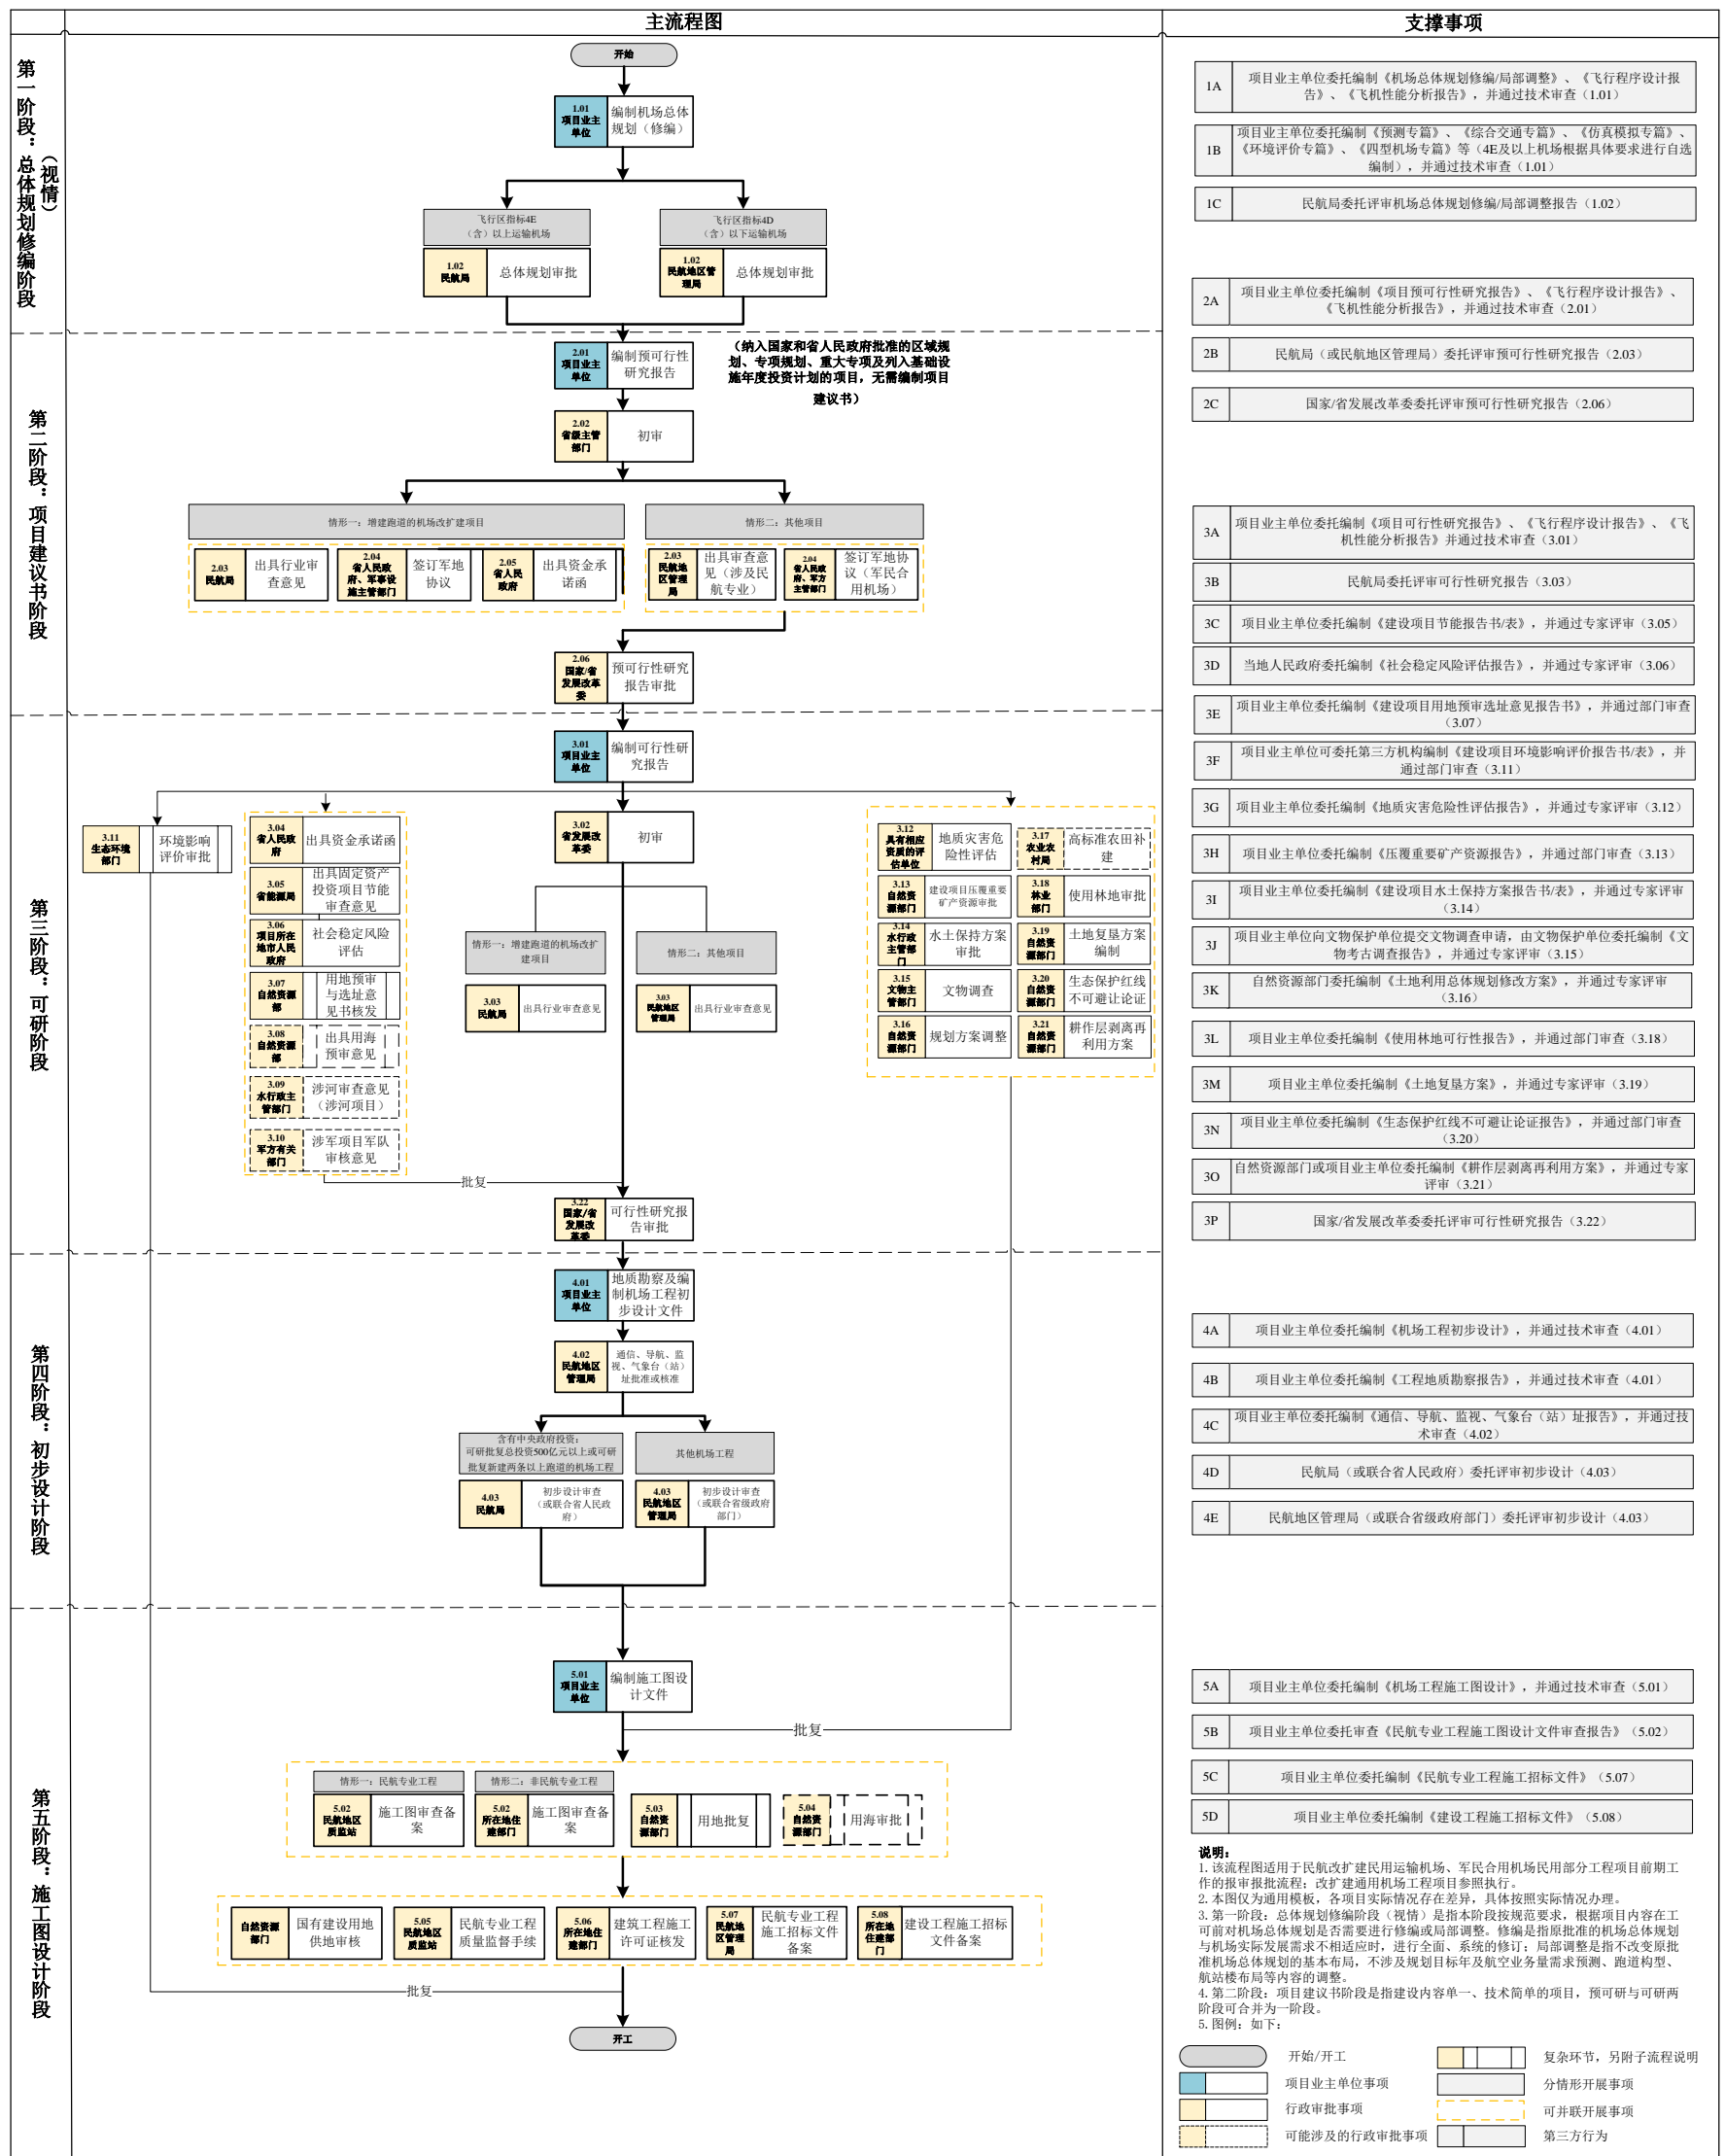 主流程图
支撑事项
第一阶段：总体规划修编阶段
（视情）
开始
1.01
项目业主
单位
编制机场总体
规划（修编）
飞行区指标4E
（含）以上运输机场
飞行区指标4D
（含）以下运输机场
1.02
民航局
总体规划审批
1.02
民航地区管
理局
总体规划审批
第二阶段：项目建议书阶段
2.01
项目业主
单位
编制预可行性
研究报告
（纳入国家和省人民政府批准的区域规
划、专项规划、重大专项及列入基础设
施年度投资计划的项目，无需编制项目
建议书）
2.02
省级主管
部门
初审
情形一：增建跑道的机场改扩建项目
情形二：其他项目
2.03
民航局
出具行业审
查意见
2.04
省人民政
府、军事设
施主管部门
签订军地
协议
2.05
省人民
政府
出具资金承
诺函
2.03
民航地
区管理
局
出具审查意
见（涉及民
航专业）
2.04
省人民政
府、军方
主管部门
签订军地协
议（军民合
用机场）
2.06
国家/省
发展改革
委
预可行性研究
报告审批
第三阶段：可研阶段
3.01
项目业主
单位
编制可行性研
究报告
3.11
生态环境
部门
环境影响
评价审批
3.04
省人民政
府
出具资金承诺函
3.05
省能源局
出具固定资产
投资项目节能
审查意见
3.06
项目所在
地市人民
政府
社会稳定风险
评估
3.07
自然资源
部
用地预审
与选址意
见书核发
3.08
自然资源
部
出具用海
预审意见
3.09
水行政主
管部门
涉河审查意见
（涉河项目）
3.10
军方有关
部门
涉军项目军队
审核意见
3.02
省发展改
革委
初审
情形一：增建跑道的机场改扩
建项目
情形二：其他项目
3.03
民航局
出具行业审查意见
3.03
民航地区
管理局
出具行业审查意见
3.12
具有相应
资质的评
估单位
地质灾害危
险性评估
3.17
农业农
村局
高标准农田补
建
3.13
自然资
源部门
建设项目压覆重要
矿产资源审批
3.18
林业
部门
使用林地审批
3.14
水行政
主管部
门
水土保持方案
审批
3.19
自然资
源部门
土地复垦方案
编制
3.15
文物主
管部门
文物调查
3.20
自然资
源部门
生态保护红线
不可避让论证
3.16
自然资
源部门
规划方案调整
3.21
自然资
源部门
耕作层剥离再
利用方案
批复
3.22
国家/省
发展改
革委
可行性研究报
告审批
第四阶段：初步设计阶段
4.01
项目业主
单位
地质勘察及编
制机场工程初
步设计文件
4.02
民航地区
管理局
通信、导航、监
视、气象台（站）
址批准或核准
含有中央政府投资：
可研批复总投资500亿元以上或可研
批复新建两条以上跑道的机场工程
其他机场工程
4.03
民航局
初步设计审查
（或联合省人民政
府）
4.03
民航地区
管理局
初步设计审查
（或联合省级政府
部门）
第五阶段：施工图设计阶段
5.01
项目业主
单位
编制施工图设
计文件
批复
情形一：民航专业工程
情形二：非民航专业工程
5.02
民航地区
质监站
施工图审查备
案
5.02
所在地住
建部门
施工图审查备
案
5.03
自然资
源部门
用地批复
5.04
自然资
源部门
用海审批
自然资源
部门
国有建设用地
供地审核
5.05
民航地区
质监站
民航专业工程
质量监督手续
5.06
所在地住
建部门
建筑工程施工
许可证核发
5.07
民航地
区管理
局
民航专业工程
施工招标文件
备案
5.08
所在地
住建部
门
建设工程施工招标
文件备案
批复
开工
1A
项目业主单位委托编制《机场总体规划修编/局部调整》、《飞行程序设计报
告》、《飞机性能分析报告》，并通过技术审查（1.01）
1B
项目业主单位委托编制《预测专篇》、《综合交通专篇》、《仿真模拟专篇》、
《环境评价专篇》、《四型机场专篇》等（4E及以上机场根据具体要求进行自选
编制），并通过技术审查（1.01）
1C
民航局委托评审机场总体规划修编/局部调整报告（1.02）
2A
项目业主单位委托编制《项目预可行性研究报告》、《飞行程序设计报告》、
《飞机性能分析报告》，并通过技术审查（2.01）
2B
民航局（或民航地区管理局）委托评审预可行性研究报告（2.03）
2C
国家/省发展改革委委托评审预可行性研究报告（2.06）
3A
项目业主单位委托编制《项目可行性研究报告》、《飞行程序设计报告》、《飞
机性能分析报告》并通过技术审查（3.01）
3B
民航局委托评审可行性研究报告（3.03）
3C
项目业主单位委托编制《建设项目节能报告书/表》，并通过专家评审（3.05）
3D
当地人民政府委托编制《社会稳定风险评估报告》，并通过专家评审（3.06）
3E
项目业主单位委托编制《建设项目用地预审选址意见报告书》，并通过部门审查
（3.07）
3F
项目业主单位可委托第三方机构编制《建设项目环境影响评价报告书/表》，并
通过部门审查（3.11）
3G
项目业主单位委托编制《地质灾害危险性评估报告》，并通过专家评审（3.12）
3H
项目业主单位委托编制《压覆重要矿产资源报告》，并通过部门审查（3.13）
3I
项目业主单位委托编制《建设项目水土保持方案报告书/表》，并通过专家评审
（3.14）
3J
项目业主单位向文物保护单位提交文物调查申请，由文物保护单位委托编制《文
物考古调查报告》，并通过专家评审（3.15）
3K
自然资源部门委托编制《土地利用总体规划修改方案》，并通过专家评审
（3.16）
3L
项目业主单位委托编制《使用林地可行性报告》，并通过部门审查（3.18）
3M
项目业主单位委托编制《土地复垦方案》，并通过专家评审（3.19）
3N
项目业主单位委托编制《生态保护红线不可避让论证报告》，并通过部门审查
（3.20）
3O
自然资源部门或项目业主单位委托编制《耕作层剥离再利用方案》，并通过专家
评审（3.21）
3P
国家/省发展改革委委托评审可行性研究报告（3.22）
4A
项目业主单位委托编制《机场工程初步设计》，并通过技术审查（4.01）
4B
项目业主单位委托编制《工程地质勘察报告》，并通过技术审查（4.01）
4C
项目业主单位委托编制《通信、导航、监视、气象台（站）址报告》，并通过技
术审查（4.02）
4D
民航局（或联合省人民政府）委托评审初步设计（4.03）
4E
民航地区管理局（或联合省级政府部门）委托评审初步设计（4.03）
5A
项目业主单位委托编制《机场工程施工图设计》，并通过技术审查（5.01）
5B
项目业主单位委托审查《民航专业工程施工图设计文件审查报告》（5.02）
5C
项目业主单位委托编制《民航专业工程施工招标文件》（5.07）
5D
项目业主单位委托编制《建设工程施工招标文件》（5.08）
说明：
1.该流程图适用于民航改扩建民用运输机场、军民合用机场民用部分工程项目前期工
作的报审报批流程；改扩建通用机场工程项目参照执行。
2.本图仅为通用模板，各项目实际情况存在差异，具体按照实际情况办理。
3.第一阶段：总体规划修编阶段（视情）是指本阶段按规范要求，根据项目内容在工
可前对机场总体规划是否需要进行修编或局部调整。修编是指原批准的机场总体规划
与机场实际发展需求不相适应时，进行全面、系统的修订；局部调整是指不改变原批
准机场总体规划的基本布局，不涉及规划目标年及航空业务量需求预测、跑道构型、
航站楼布局等内容的调整。
4.第二阶段：项目建议书阶段是指建设内容单一、技术简单的项目，预可研与可研两
阶段可合并为一阶段。
5.图例：如下：
开始/开工
复杂环节，另附子流程说明
项目业主单位事项
分情形开展事项
行政审批事项
可并联开展事项
可能涉及的行政审批事项
第三方行为